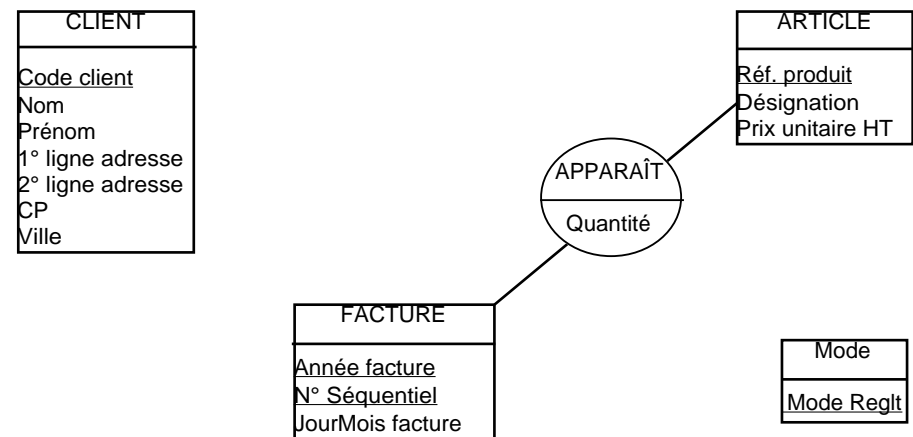 CLIENT
Code client
Nom
Prénom
1° ligne adresse
2° ligne adresse
CP
Ville
ARTICLE
Réf. produit
Désignation
Prix unitaire HT
APPARAÎT
Quantité
FACTURE
Année facture
N° Séquentiel
JourMois facture
Mode
Mode Reglt